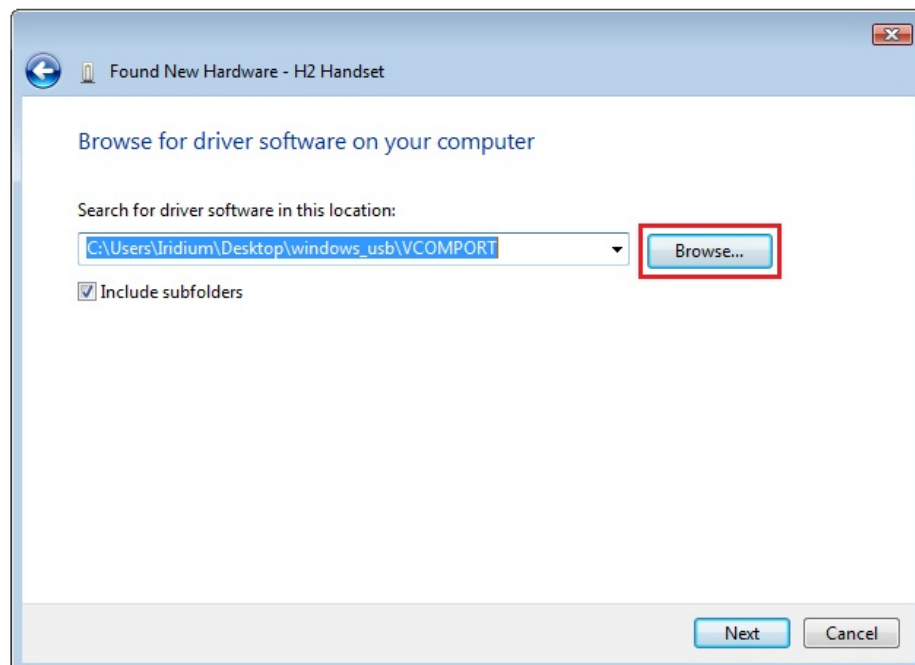 Found New Hardware - H2 Handset
Browse for driver software on your computer
Search for driver software in this location:
C:\Users\Iridium\Desktop\windows_usb\VCOMPORT
Browse...
Include subfolders
Next
Cancel